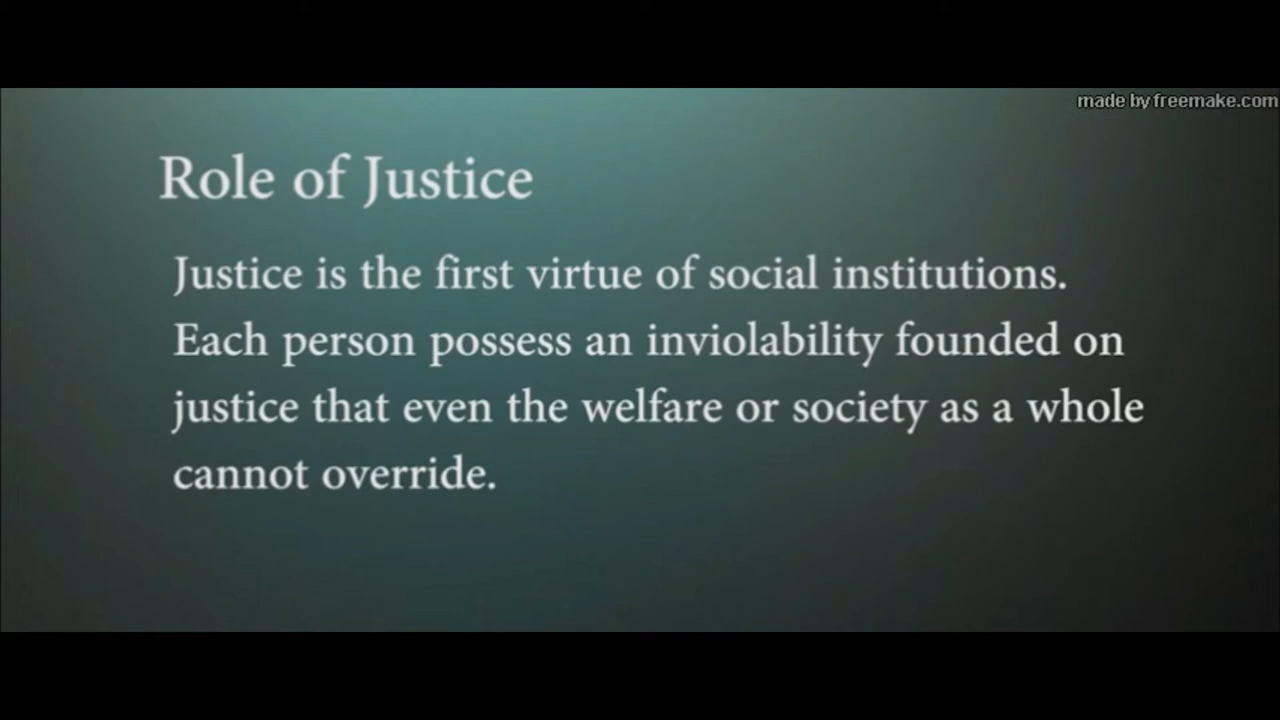 made by freemake.com
Role of Justice
Justice is the first virtue of social institutions.
Each person possess an inviolability founded on
justice that even the welfare or society as a whole
cannot override.